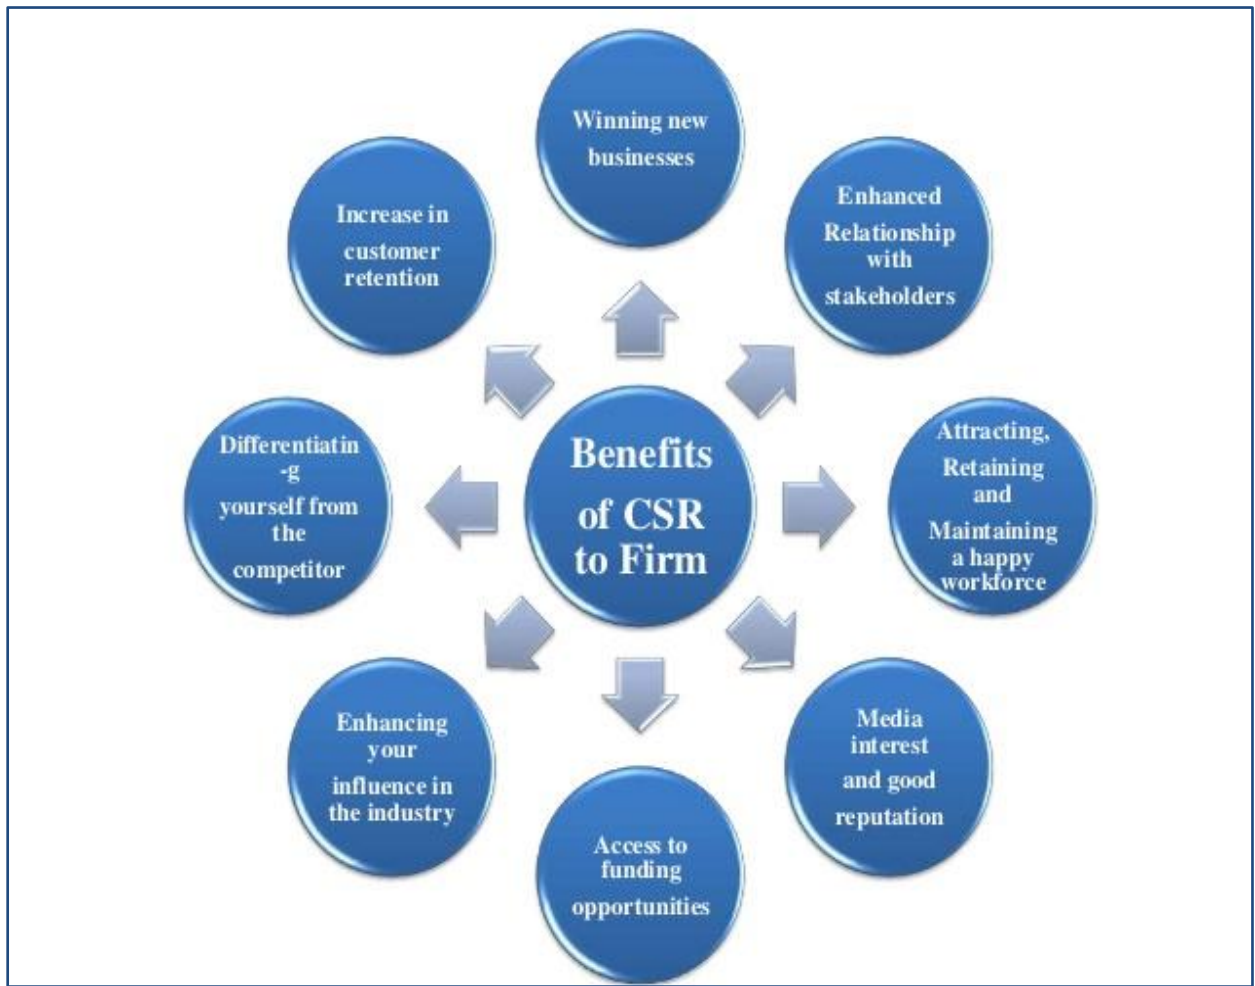 Winning new
businesses
Enhanced
Relationship
with
stakeholders
Attracting,
Retaining
and
Maintaining
a happy
workforce
Media
interest
and good
reputation
Access to
funding
opportunities
Enhancing
your
influence in
the industry
Differentiatin
-g
yourself from
the
competitor
Increase in
customer
retention
Benefits
of CSR
to Firm